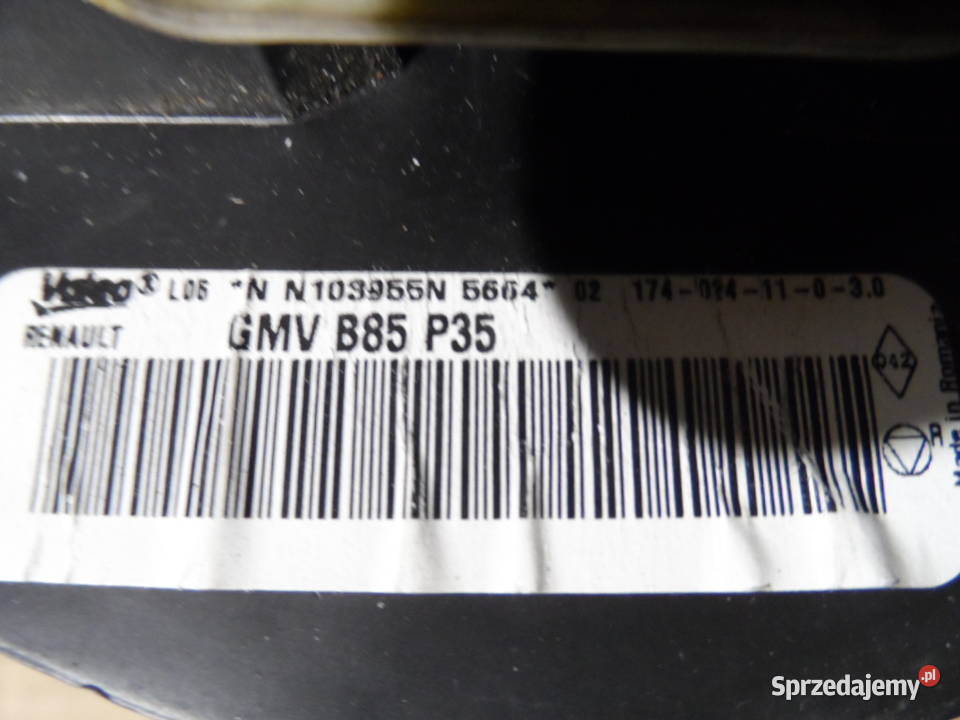 Valeo® L05 *N N103955N 5664* 02 174-024-11-0-3.0
RENAULT GMV B85 P35
042
R
Made in Romania
Sprzedajemy.pl